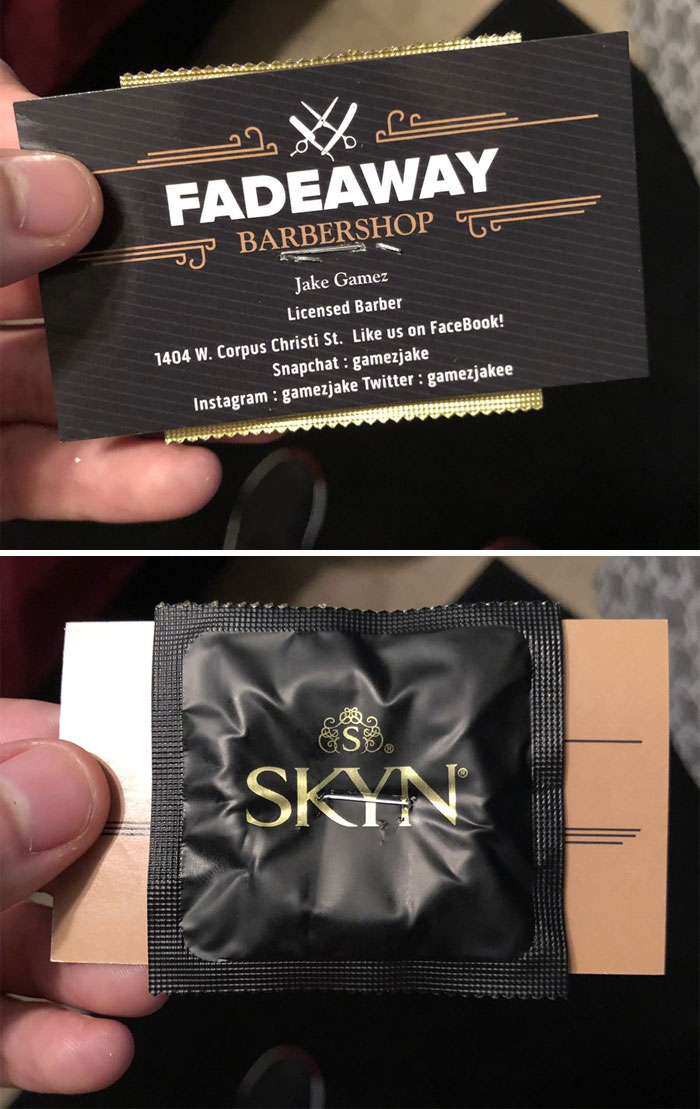 FADEAWAY
BARBERSHOP
Jake Gamez
Licensed Barber
1404 W. Corpus Christi St. Like us on FaceBook!
Snapchat : gamezjake
Instagram : gamezjake Twitter : gamezjakee
S®
SKYN®